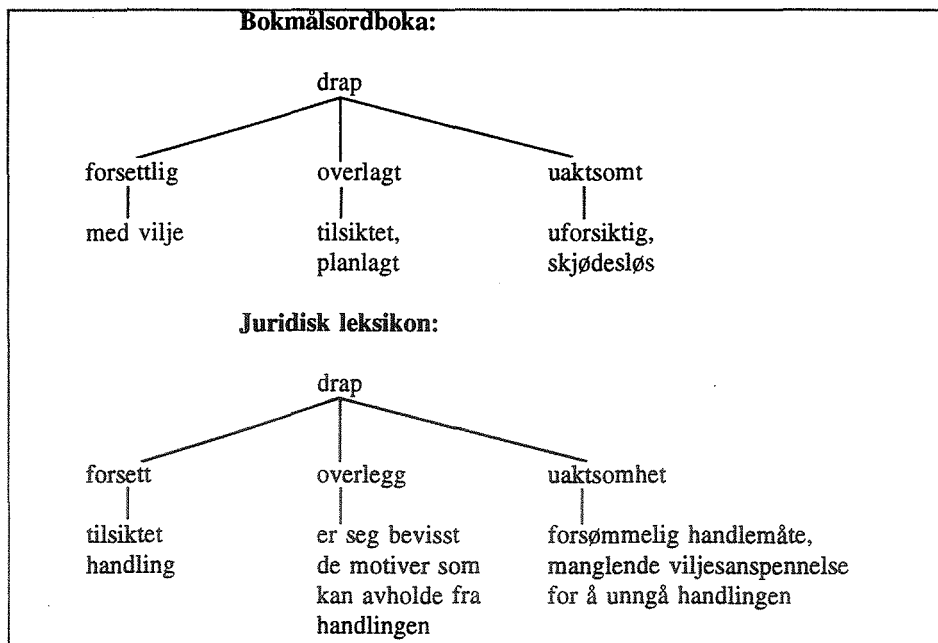 Bokmålsordboka:
drap
forsettlig overlagt uaktsomt
med vilje tilsiktet, uforsiktig,
planlagt skjødesløs
Juridisk leksikon:
drap
forsett overlegg uaktsomhet
tilsiktet er seg bevisst forsømmelig handlemåte,
handling de motiver som manglende viljesanspennelse
kan avholde fra for å unngå handlingen
handlingen